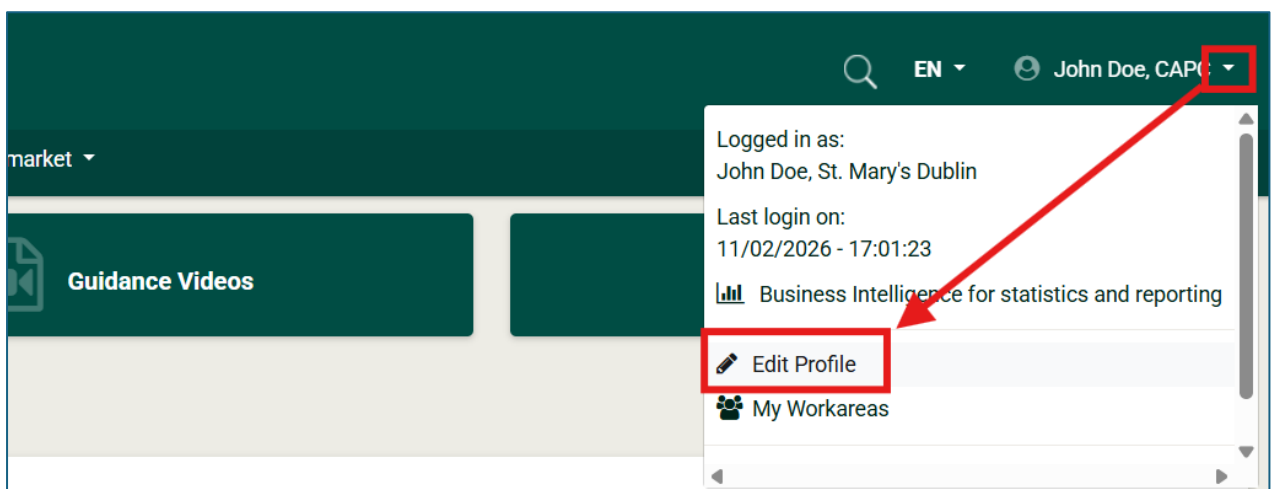 EN
John Doe, CAPC
market
Logged in as:
John Doe, St. Mary's Dublin
Last login on:
11/02/2026 - 17:01:23
Guidance Videos
Business Intelligence for statistics and reporting
Edit Profile
My Workareas